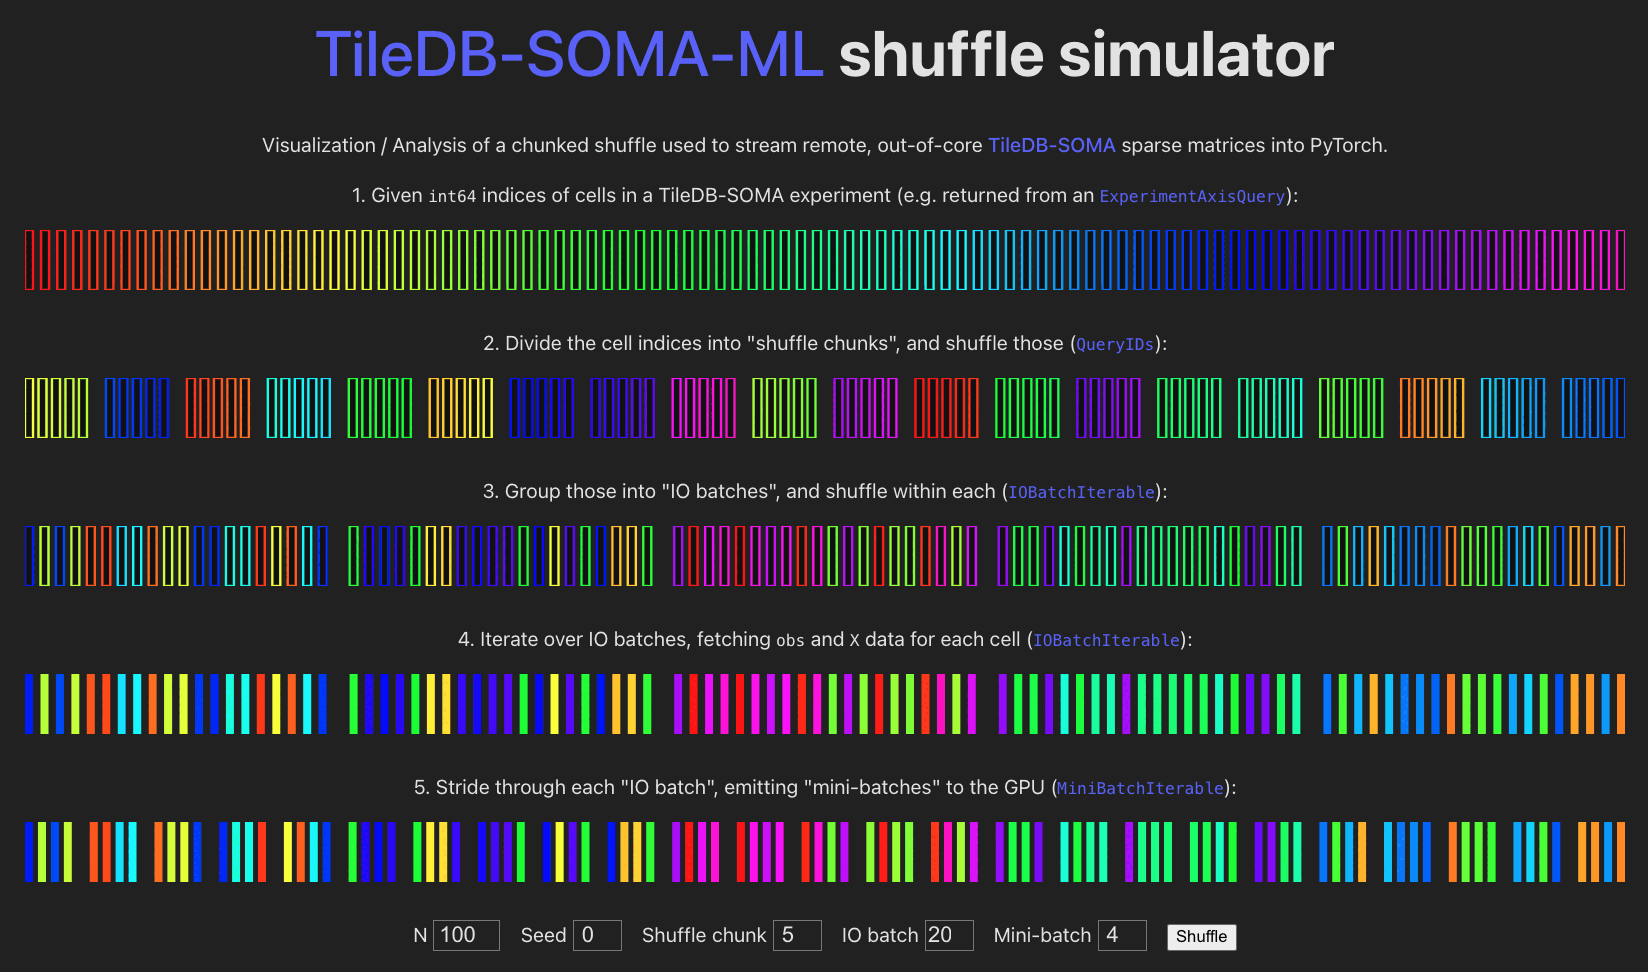 TileDB-SOMA-ML shuffle simulator
Visualization / Analysis of a chunked shuffle used to stream remote, out-of-core TileDB-SOMA sparse matrices into PyTorch.
1. Given int64 indices of cells in a TileDB-SOMA experiment (e.g. returned from an ExperimentAxisQuery):
2. Divide the cell indices into "shuffle chunks", and shuffle those (QueryIDs):
3. Group those into "IO batches", and shuffle within each (IOBatchIterable):
4. Iterate over IO batches, fetching obs and X data for each cell (IOBatchIterable):
5. Stride through each "IO batch", emitting "mini-batches" to the GPU (MiniBatchIterable):
N 100 Seed 0 Shuffle chunk 5 IO batch 20 Mini-batch 4 Shuffle